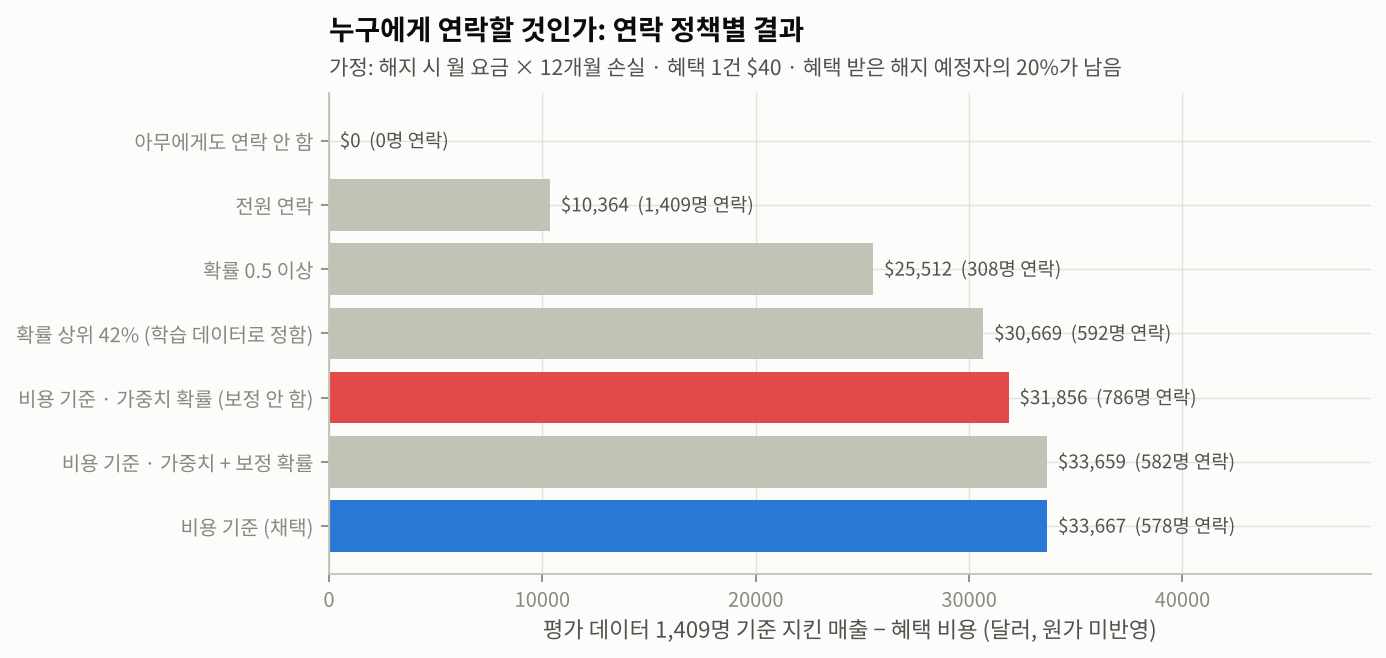 누구에게 연락할 것인가: 연락 정책별 결과
가정: 해지 시 월 요금 × 12개월 손실 · 혜택 1건 $40 · 혜택 받은 해지 예정자의 20%가 남음
아무에게도 연락 안 함 $0 (0명 연락)
전원 연락 $10,364 (1,409명 연락)
확률 0.5 이상 $25,512 (308명 연락)
확률 상위 42% (학습 데이터로 정함) $30,669 (592명 연락)
비용 기준 · 가중치 확률 (보정 안 함) $31,856 (786명 연락)
비용 기준 · 가중치 + 보정 확률 $33,659 (582명 연락)
비용 기준 (채택) $33,667 (578명 연락)
0 10000 20000 30000 40000
평가 데이터 1,409명 기준 지킨 매출 − 혜택 비용 (달러, 원가 미반영)